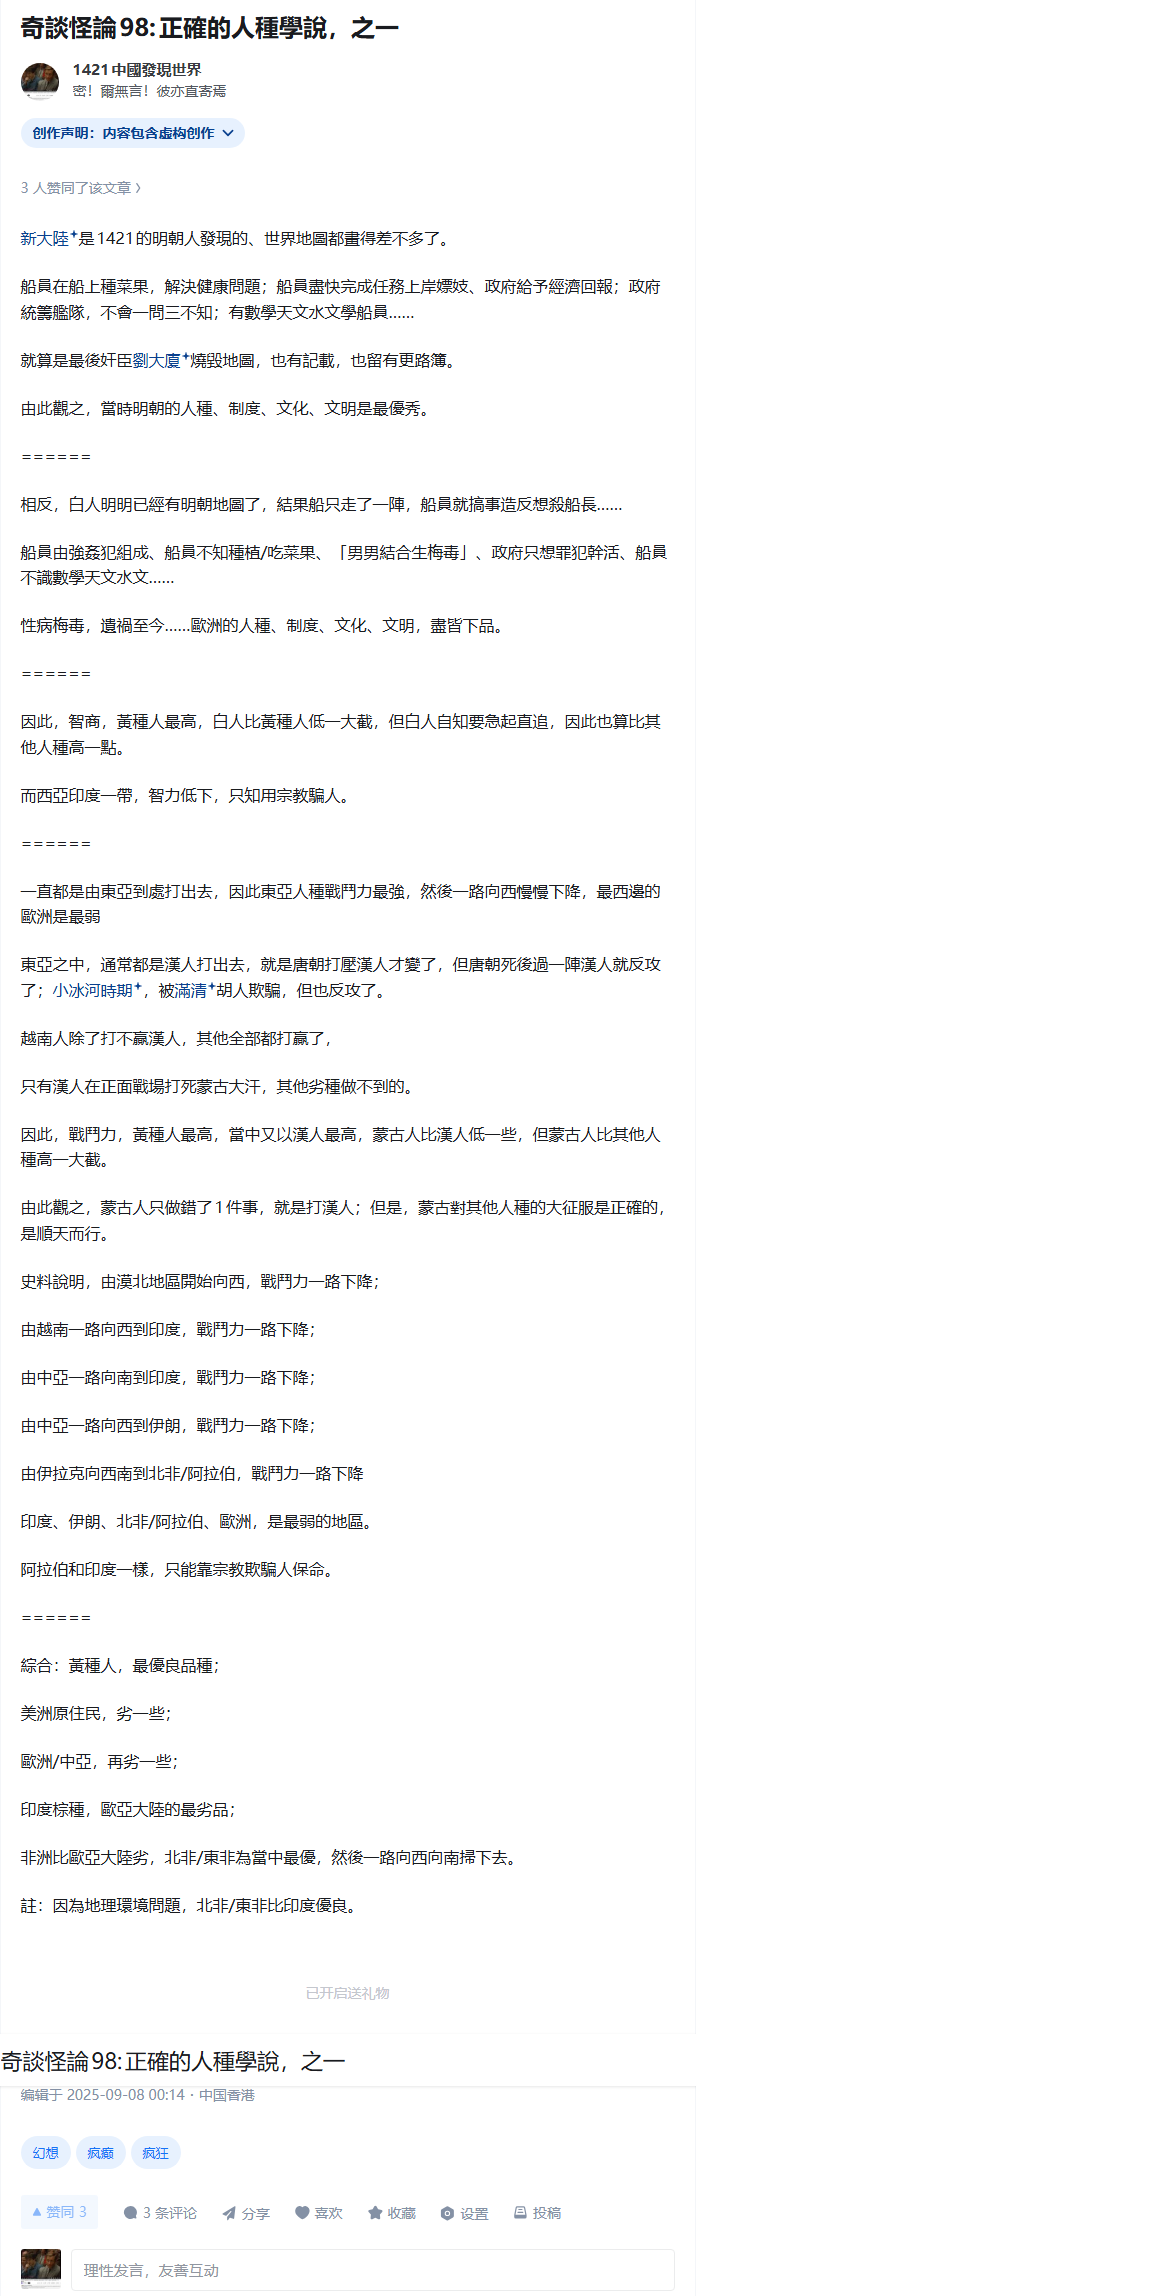 奇談怪論98:正確的人種學說，之一
1421中國發現世界
密！爾無言！彼亦直寄焉
创作声明：内容包含虚构创作
3 人赞同了该文章
新大陸是1421的明朝人發現的、世界地圖都畫得差不多了。
船員在船上種菜果，解決健康問題；船員盡快完成任務上岸嫖妓、政府給予經濟回報；政府
統籌艦隊，不會一問三不知；有數學天文水文學船員……
就算是最後奸臣劉大廈燒毀地圖，也有記載，也留有更路簿。
由此觀之，當時明朝的人種、制度、文化、文明是最優秀。
======
相反，白人明明已經有明朝地圖了，結果船只走了一陣，船員就搞事造反想殺船長……
船員由強姦犯組成、船員不知種植/吃菜果、「男男結合生梅毒」、政府只想罪犯幹活、船員
不識數學天文水文……
性病梅毒，遺禍至今……歐洲的人種、制度、文化、文明，盡皆下品。
======
因此，智商，黃種人最高，白人比黃種人低一大截，但白人自知要急起直追，因此也算比其
他人種高一點。
而西亞印度一帶，智力低下，只知用宗教騙人。
======
一直都是由東亞到處打出去，因此東亞人種戰鬥力最強，然後一路向西慢慢下降，最西邊的
歐洲是最弱
東亞之中，通常都是漢人打出去，就是唐朝打壓漢人才變了，但唐朝死後過一陣漢人就反攻
了；小冰河時期，被滿清胡人欺騙，但也反攻了。
越南人除了打不贏漢人，其他全部都打贏了，
只有漢人在正面戰場打死蒙古大汗，其他劣種做不到的。
因此，戰鬥力，黃種人最高，當中又以漢人最高，蒙古人比漢人低一些，但蒙古人比其他人
種高一大截。
由此觀之，蒙古人只做錯了1件事，就是打漢人；但是，蒙古對其他人種的大征服是正確的，
是順天而行。
史料說明，由漠北地區開始向西，戰鬥力一路下降；
由越南一路向西到印度，戰鬥力一路下降；
由中亞一路向南到印度，戰鬥力一路下降；
由中亞一路向西到伊朗，戰鬥力一路下降；
由伊拉克向西南到北非/阿拉伯，戰鬥力一路下降
印度、伊朗、北非/阿拉伯、歐洲，是最弱的地區。
阿拉伯和印度一樣，只能靠宗教欺騙人保命。
======
綜合：黃種人，最優良品種；
美洲原住民，劣一些；
歐洲/中亞，再劣一些；
印度棕種，歐亞大陸的最劣品；
非洲比歐亞大陸劣，北非/東非為當中最優，然後一路向西向南掃下去。
註：因為地理環境問題，北非/東非比印度優良。
已开启送礼物
奇談怪論98:正確的人種學說，之一
编辑于 2025-09-08 00:14・中国香港
幻想 疯癫 疯狂
赞同 3 3 条评论 分享 喜欢 收藏 设置 投稿
理性发言，友善互动